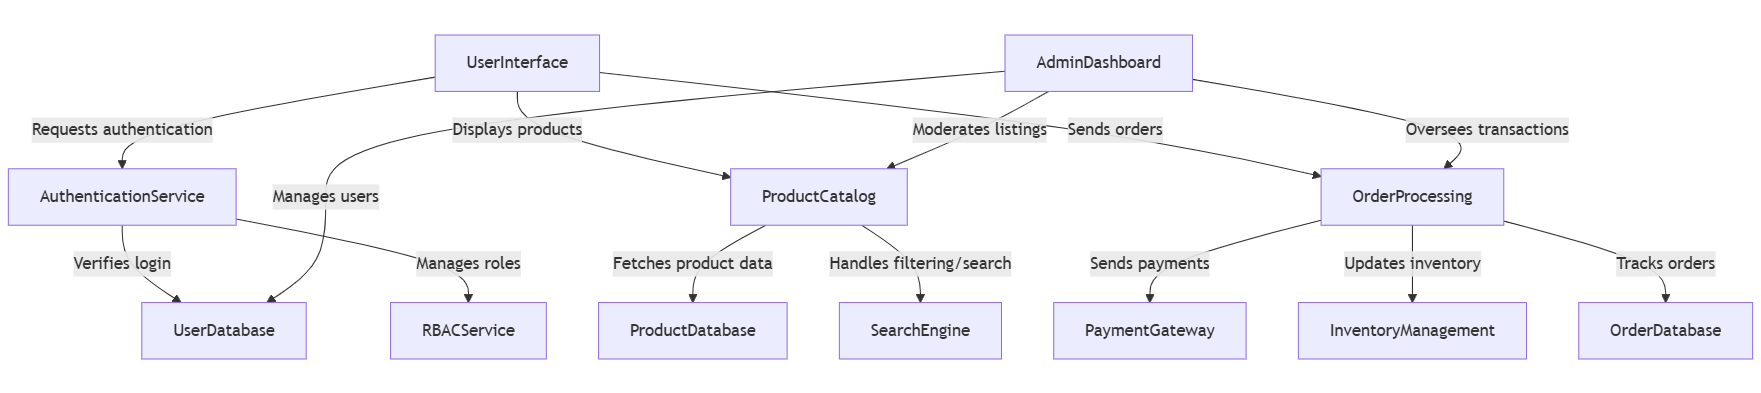 UserInterface
AdminDashboard
Requests authentication
Displays products
Moderates listings
Sends orders
Oversees transactions
AuthenticationService
Manages users
ProductCatalog
OrderProcessing
Verifies login
Manages roles
Fetches product data
Handles filtering/search
Sends payments
Updates inventory
Tracks orders
UserDatabase
RBACService
ProductDatabase
SearchEngine
PaymentGateway
InventoryManagement
OrderDatabase